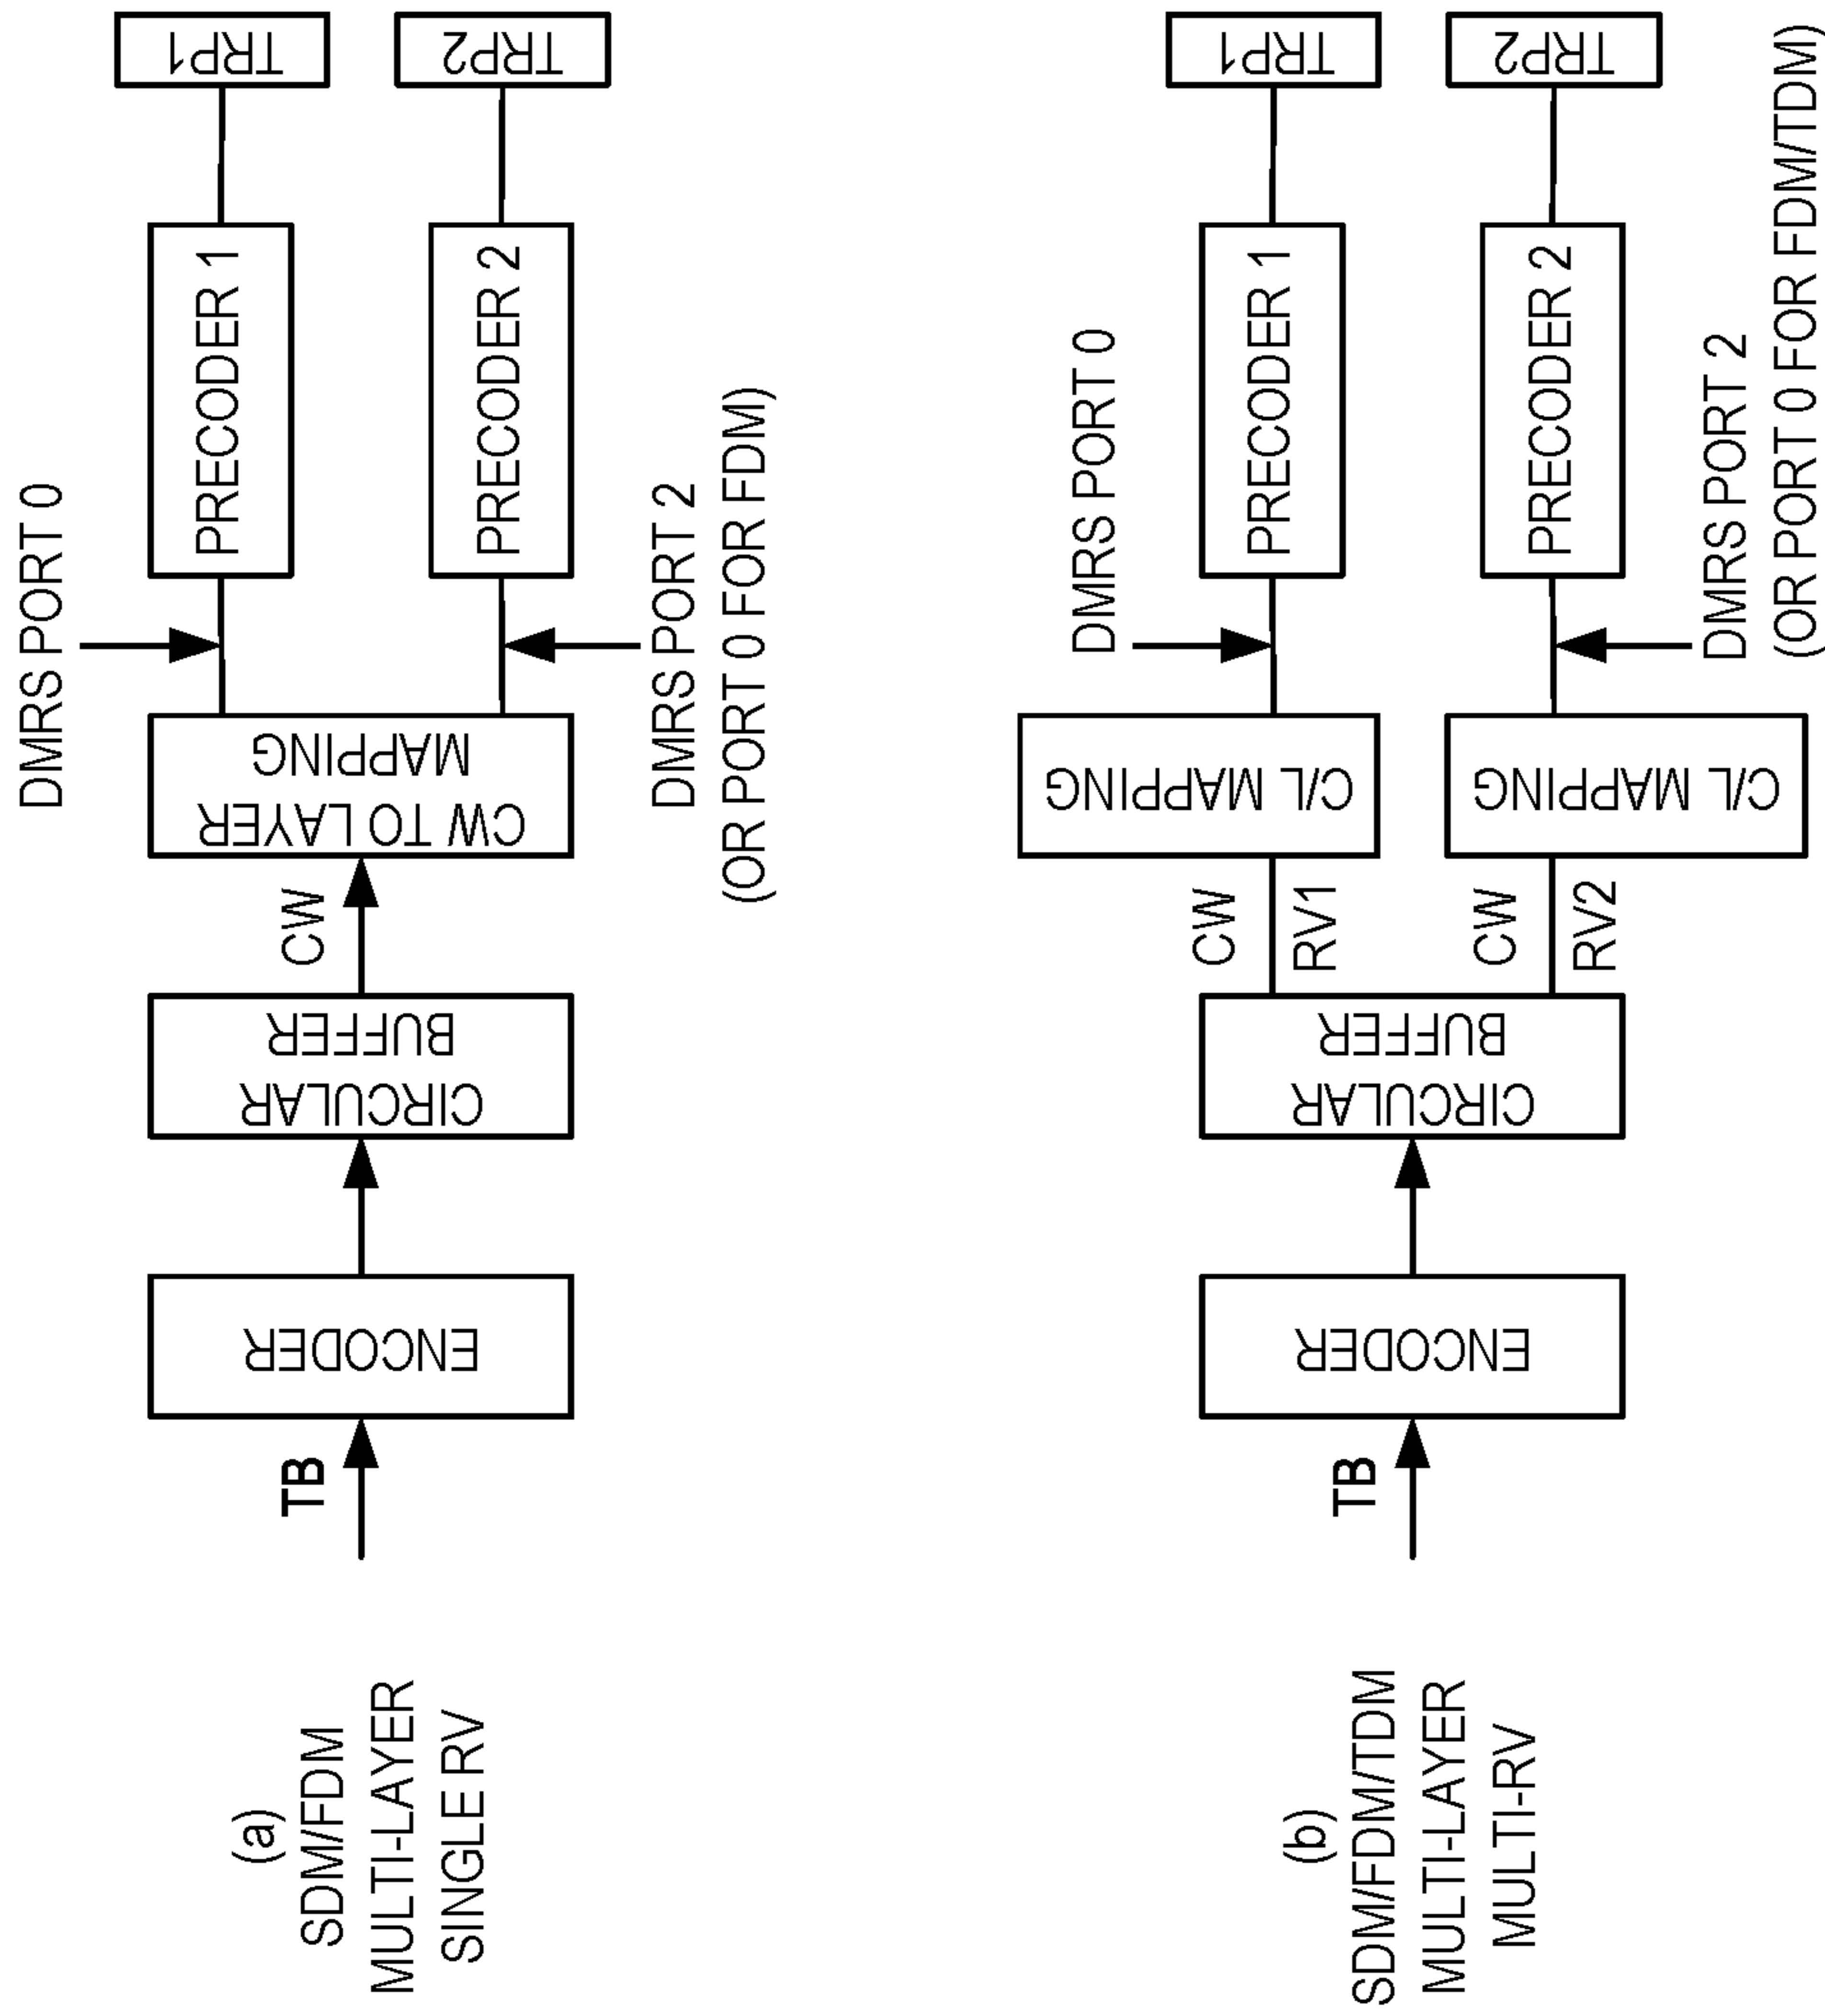 (a)
SDM/FDM
MULTI-LAYER
SINGLE RV
TB
ENCODER
CIRCULAR
BUFFER
CW
CW TO LAYER
MAPPING
DMRS PORT 0
DMRS PORT 2
(OR PORT 0 FOR FDM)
PRECODER 1
PRECODER 2
TRP1
TRP2
(b)
SDM/FDM/TDM
MULTI-LAYER
MULTI-RV
TB
ENCODER
CIRCULAR
BUFFER
CW
RV1
CW
RV2
C/L MAPPING
C/L MAPPING
DMRS PORT 0
DMRS PORT 2
(OR PORT 0 FOR FDM/TDM)
PRECODER 1
PRECODER 2
TRP1
TRP2